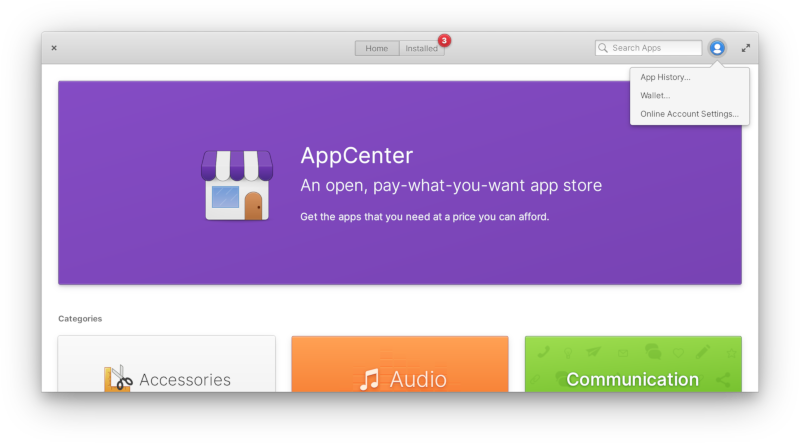 Home
Installed
3
Search Apps
App History...
Wallet...
Online Account Settings...
AppCenter
An open, pay-what-you-want app store
Get the apps that you need at a price you can afford.
Categories
Accessories
Audio
Communication